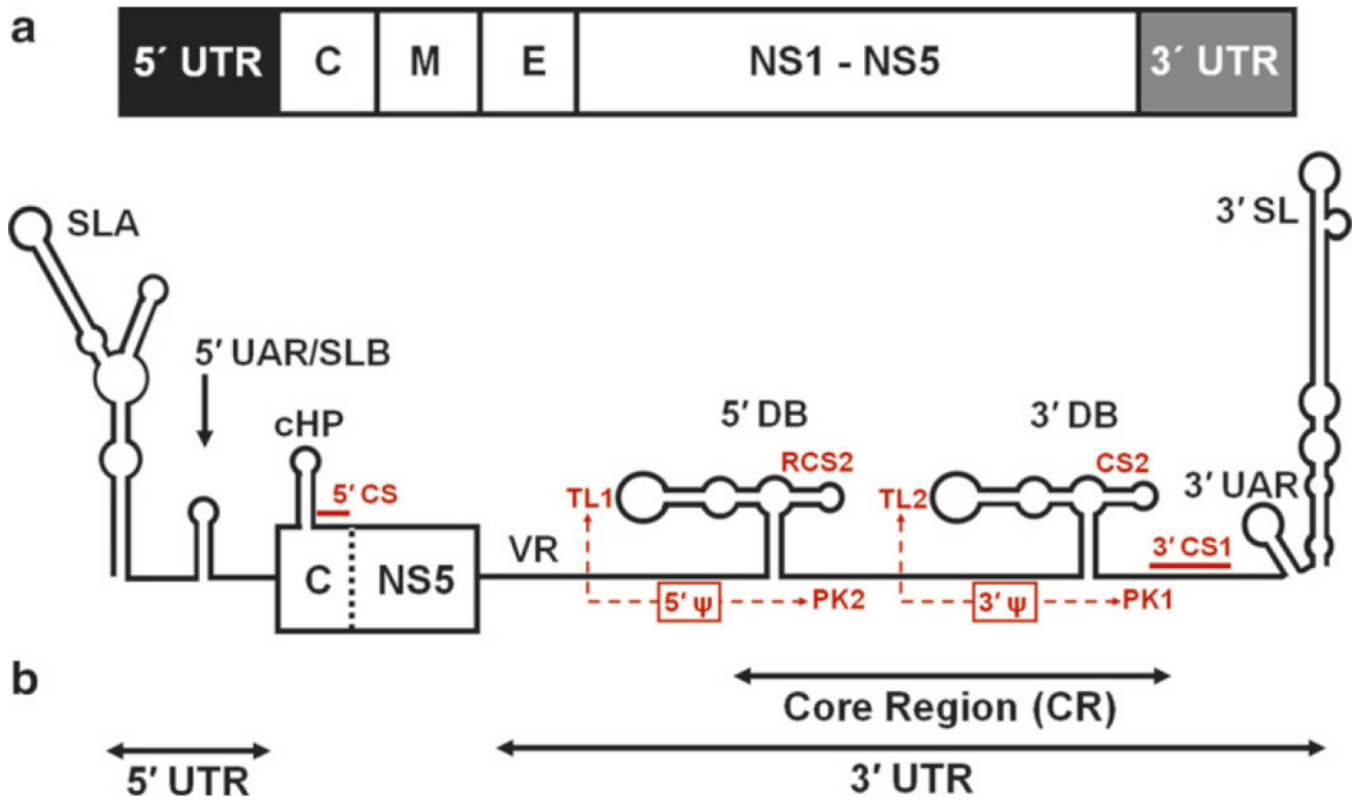 a
5´ UTR C M E NS1 - NS5 3´ UTR
SLA
3′ SL
5′ UAR/SLB
cHP
5′ DB
3′ DB
5′ CS
RCS2
CS2
TL1
TL2
3′ UAR
VR
3′ CS1
C NS5
5′ ψ
PK2
3′ ψ
PK1
b
Core Region (CR)
5′ UTR
3′ UTR